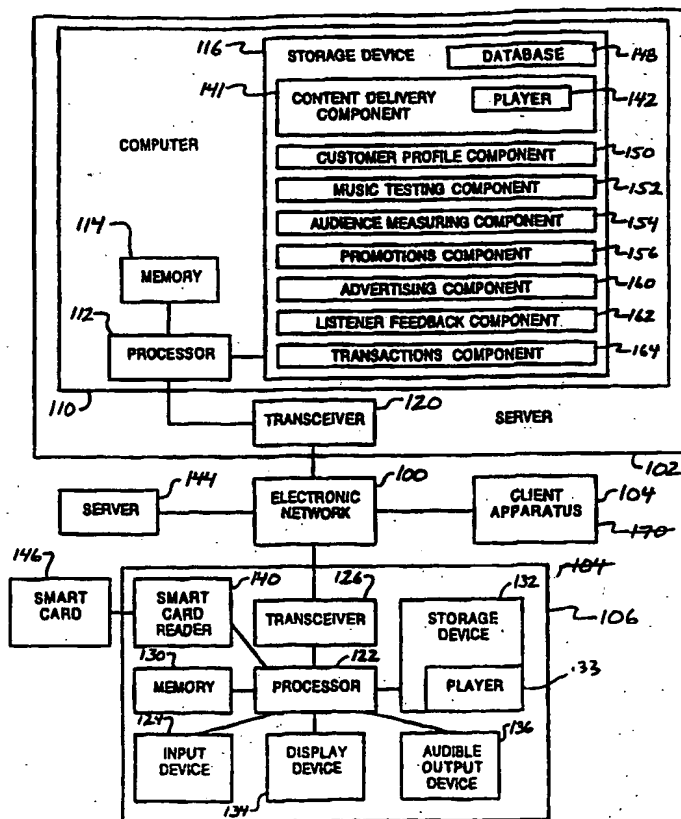 116
STORAGE DEVICE
DATABASE
148
141
CONTENT DELIVERY
COMPONENT
PLAYER
142
COMPUTER
CUSTOMER PROFILE COMPONENT
150
MUSIC TESTING COMPONENT
152
AUDIENCE MEASURING COMPONENT
154
PROMOTIONS COMPONENT
156
ADVERTISING COMPONENT
160
LISTENER FEEDBACK COMPONENT
162
TRANSACTIONS COMPONENT
164
114
MEMORY
112
PROCESSOR
110
TRANSCEIVER
120
SERVER
102
144
SERVER
100
ELECTRONIC
NETWORK
CLIENT
APPARATUS
104
170
146
SMART
CARD
140
SMART
CARD
READER
126
TRANSCEIVER
132
STORAGE
DEVICE
104
106
130
MEMORY
122
PROCESSOR
PLAYER
133
124
INPUT
DEVICE
DISPLAY
DEVICE
134
AUDIBLE
OUTPUT
DEVICE
136